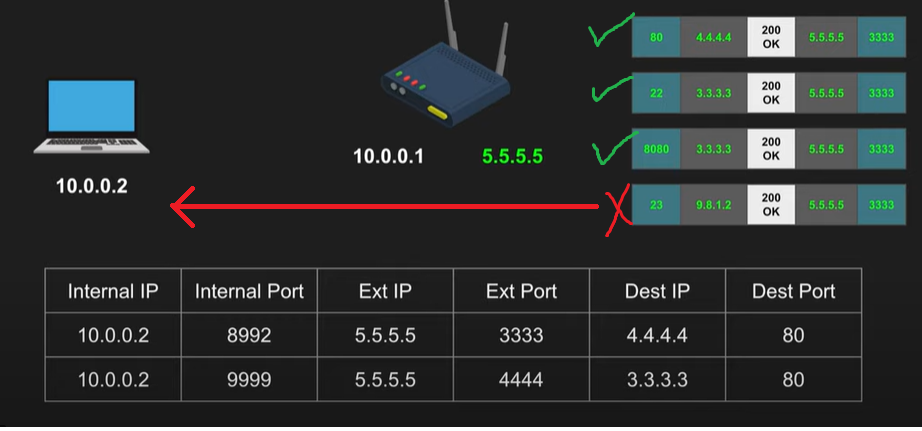 80 4.4.4.4 200 OK 5.5.5.5 3333
22 3.3.3.3 200 OK 5.5.5.5 3333
8080 3.3.3.3 200 OK 5.5.5.5 3333
23 9.8.1.2 200 OK 5.5.5.5 3333
10.0.0.1 5.5.5.5
10.0.0.2
Internal IP Internal Port Ext IP Ext Port Dest IP Dest Port
10.0.0.2 8992 5.5.5.5 3333 4.4.4.4 80
10.0.0.2 9999 5.5.5.5 4444 3.3.3.3 80